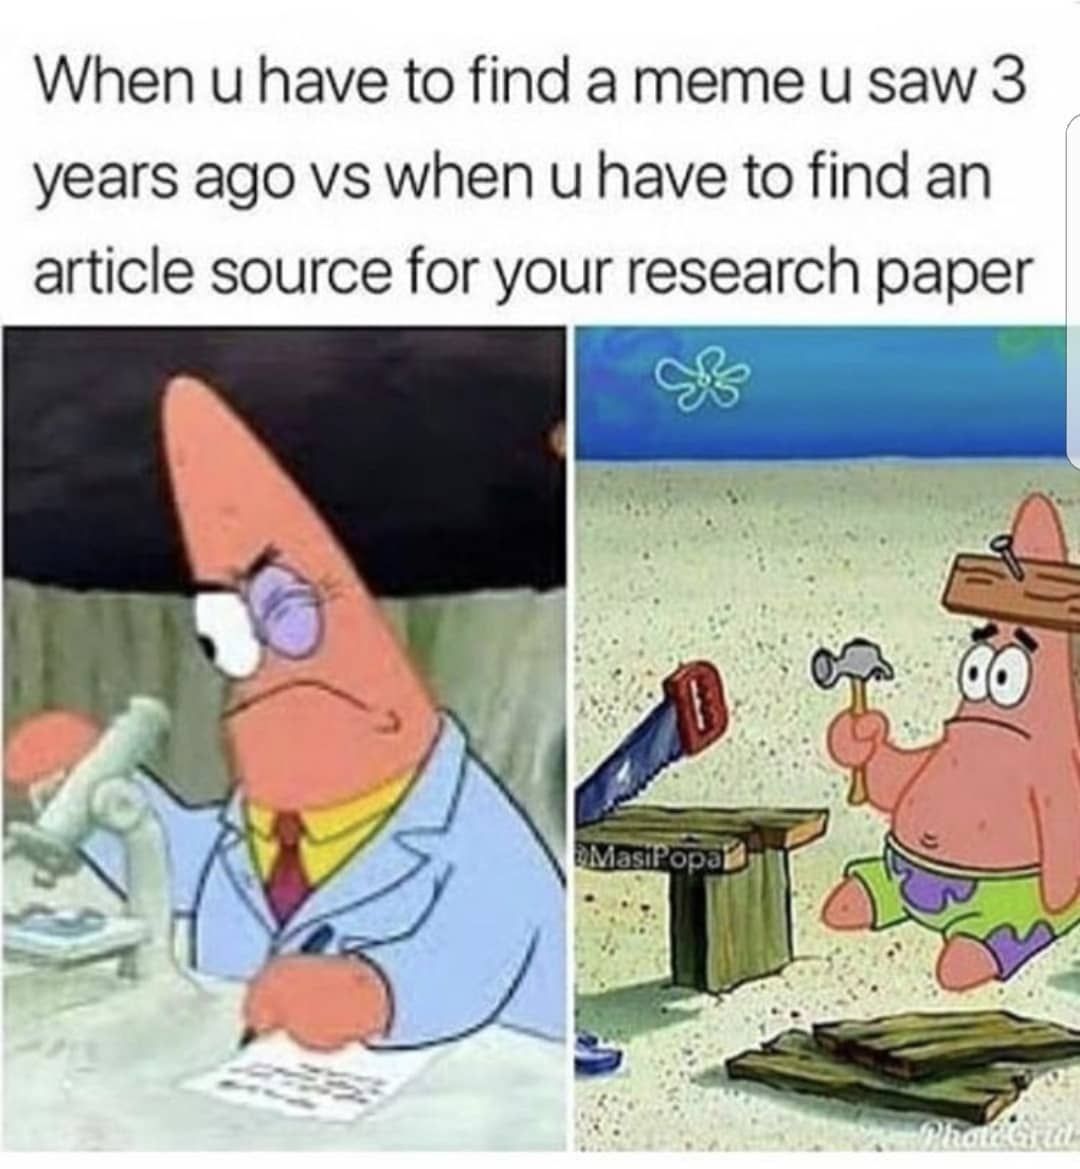 When u have to find a meme u saw 3
years ago vs when u have to find an
article source for your research paper
@MasiPopal
PhotoGrid